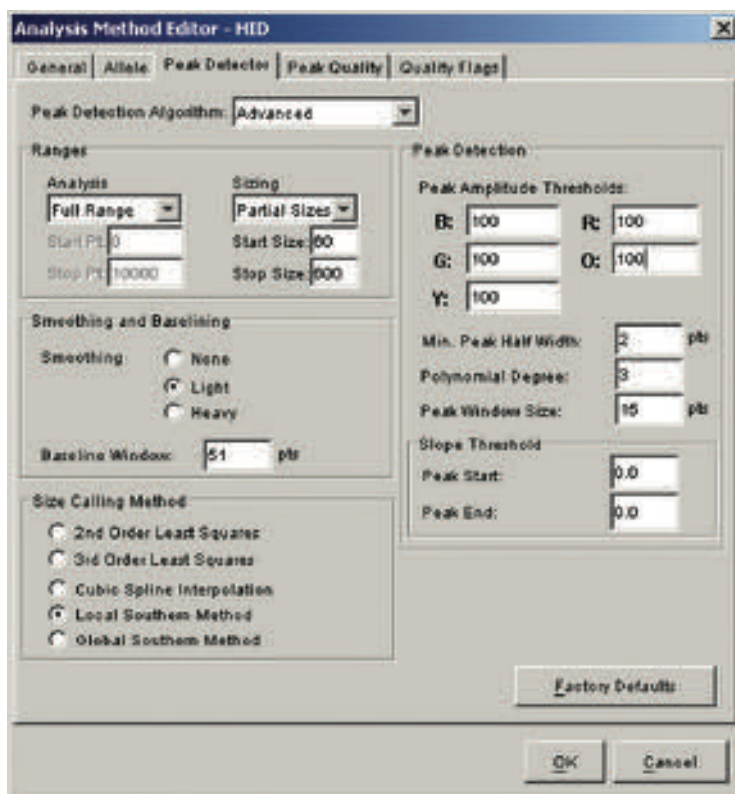 Analysis Method Editor - HID
General Allele Peak Detector Peak Quality Quality Flags
Peak Detection Algorithm: Advanced
Ranges
Analysis
Full Range
Start Pt: 0
Stop Pt: 10000
Sizing
Partial Sizes
Start Size: 60
Stop Size: 600
Smoothing and Baselining
Smoothing
None
Light
Heavy
Baseline Window: 51 pts
Size Calling Method
2nd Order Least Squares
3rd Order Least Squares
Cubic Spline Interpolation
Local Southern Method
Global Southern Method
Peak Detection
Peak Amplitude Thresholds:
B: 100 R: 100
G: 100 O: 100
Y: 100
Min. Peak Half Width: 2 pts
Polynomial Degree: 3
Peak Window Size: 15 pts
Slope Threshold
Peak Start: 0.0
Peak End: 0.0
Factory Defaults
OK Cancel